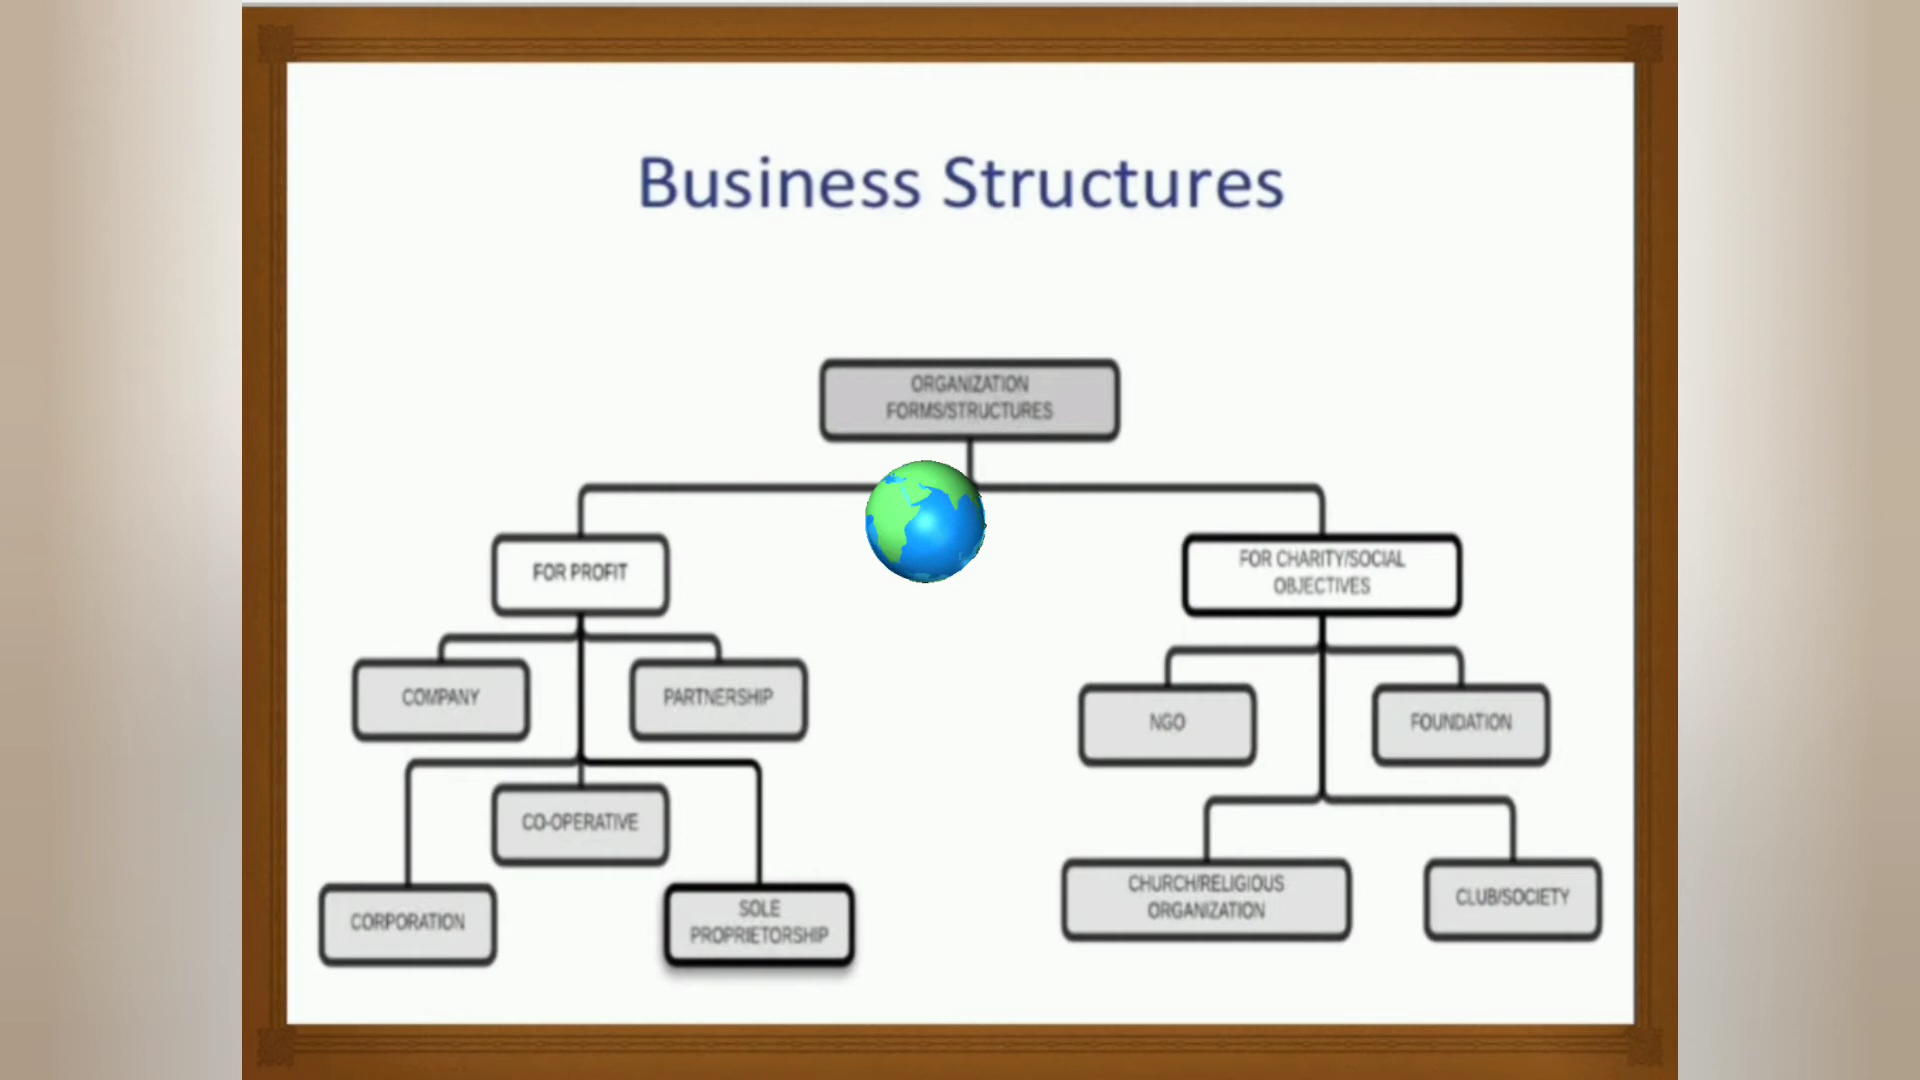 Business Structures
ORGANIZATION
FORMS/STRUCTURES
FOR PROFIT
FOR CHARITY/SOCIAL
OBJECTIVES
COMPANY
PARTNERSHIP
NGO
FOUNDATION
CO-OPERATIVE
CORPORATION
SOLE
PROPRIETORSHIP
CHURCH/RELIGIOUS
ORGANIZATION
CLUB/SOCIETY